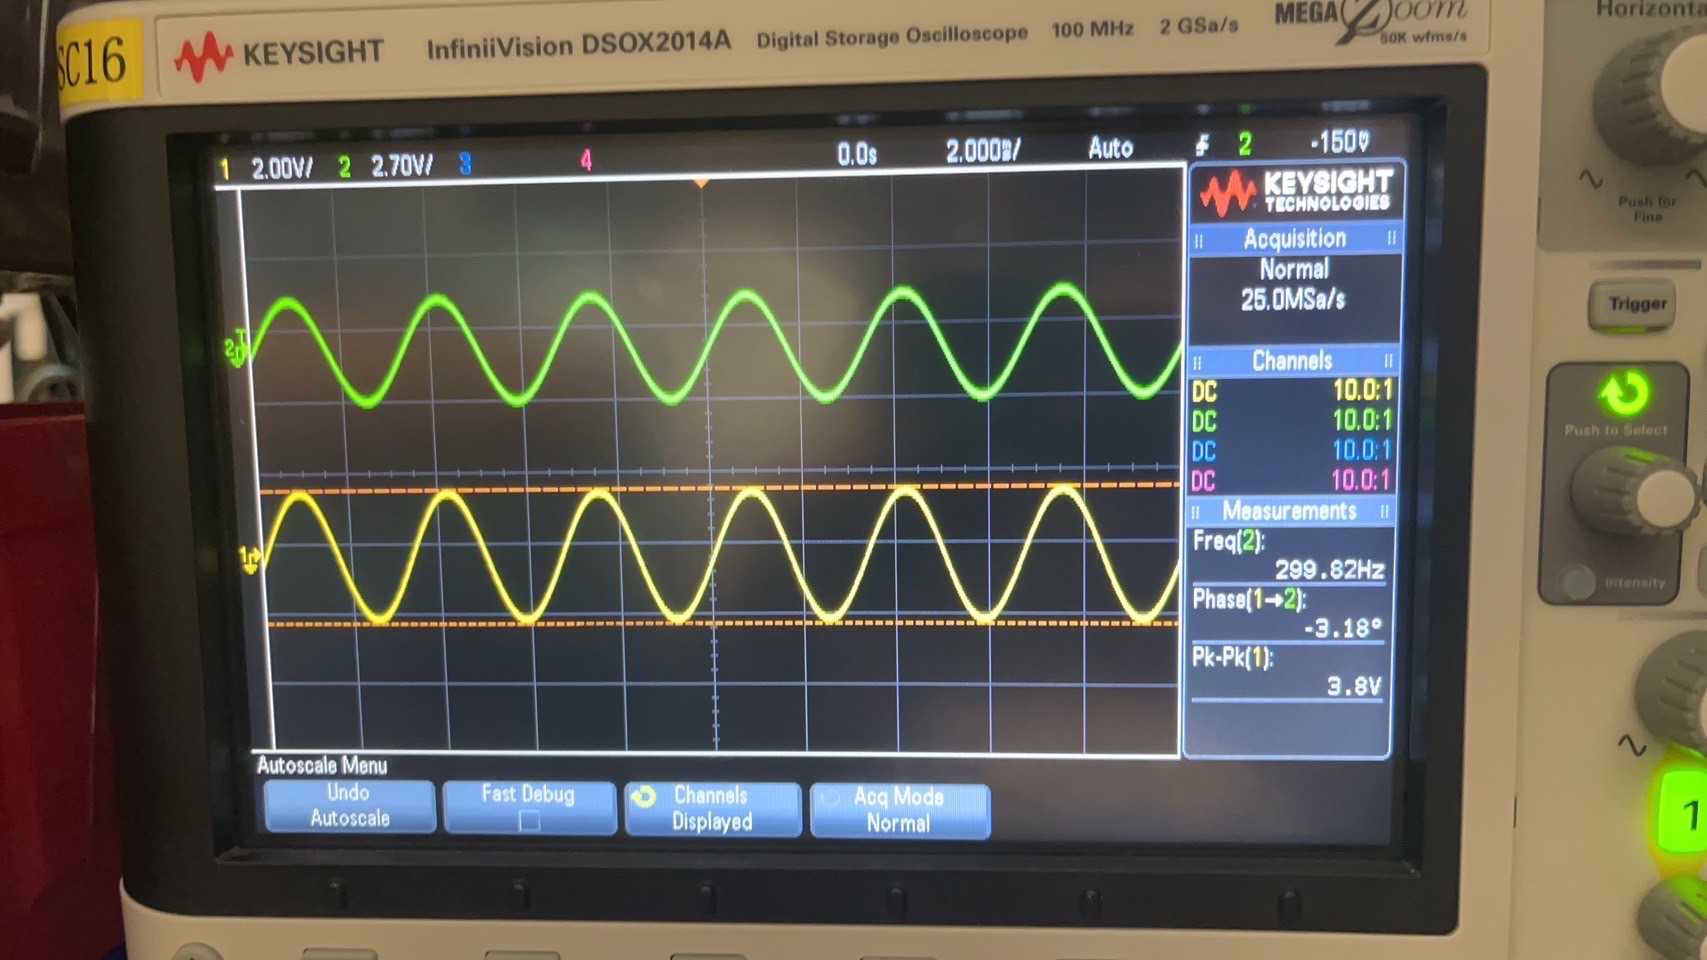 SC16
KEYSIGHT InfiniiVision DSOX2014A Digital Storage Oscilloscope 100 MHz 2 GSa/s MEGA Zoom
50K wfms/s
1 2.00V/ 2 2.70V/ 3 4 0.0s 2.000ms/ Auto 2 -150V
KEYSIGHT
TECHNOLOGIES
Acquisition
Normal
25.0MSa/s
Channels
DC 10.0:1
DC 10.0:1
DC 10.0:1
DC 10.0:1
Measurements
Freq(2):
299.82Hz
Phase(1→2):
-3.18°
Pk-Pk(1):
3.8V
2
1
T
Autoscale Menu
Undo
Autoscale
Fast Debug
Channels
Displayed
Acq Mode
Normal
Horizonta
Push for
Fine
Trigger
Push to Select
Intensity
1